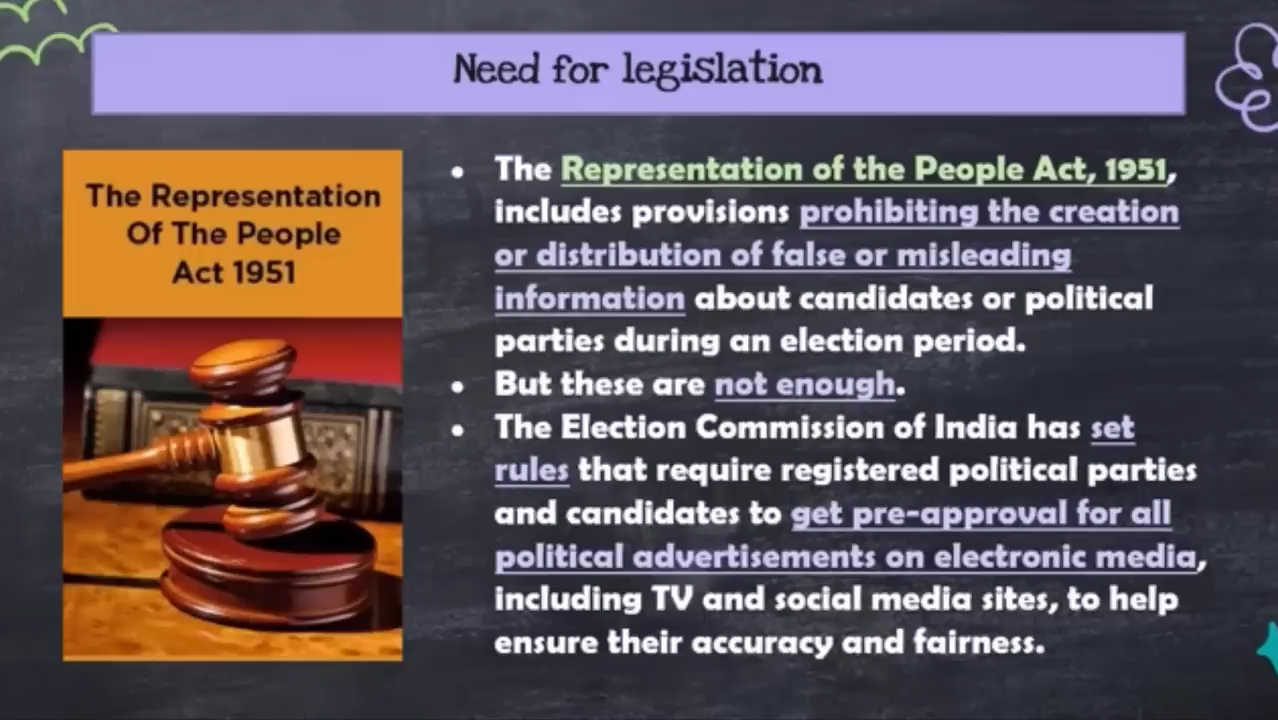 Need for legislation
The Representation
Of The People
Act 1951
• The Representation of the People Act, 1951,
includes provisions prohibiting the creation
or distribution of false or misleading
information about candidates or political
parties during an election period.
• But these are not enough.
• The Election Commission of India has set
rules that require registered political parties
and candidates to get pre-approval for all
political advertisements on electronic media,
including TV and social media sites, to help
ensure their accuracy and fairness.